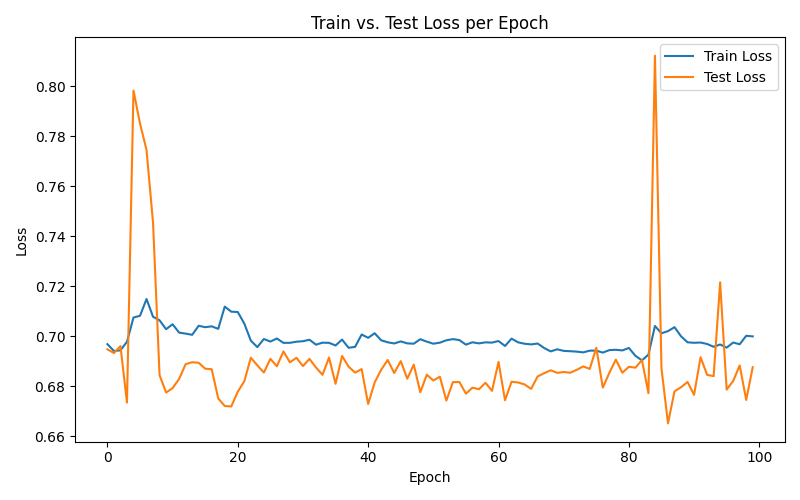 Train vs. Test Loss per Epoch
Train Loss
Test Loss
0.80
0.78
0.76
0.74
0.72
0.70
0.68
0.66
Loss
0 20 40 60 80 100
Epoch